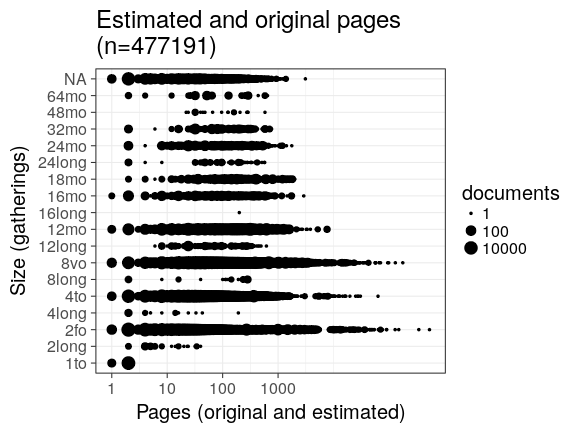 Estimated and original pages
(n=477191)
Size (gatherings)
NA
64mo
48mo
32mo
24mo
24long
18mo
16mo
16long
12mo
12long
8vo
8long
4to
4long
2fo
2long
1to
1 10 100 1000
Pages (original and estimated)
documents
1
100
10000